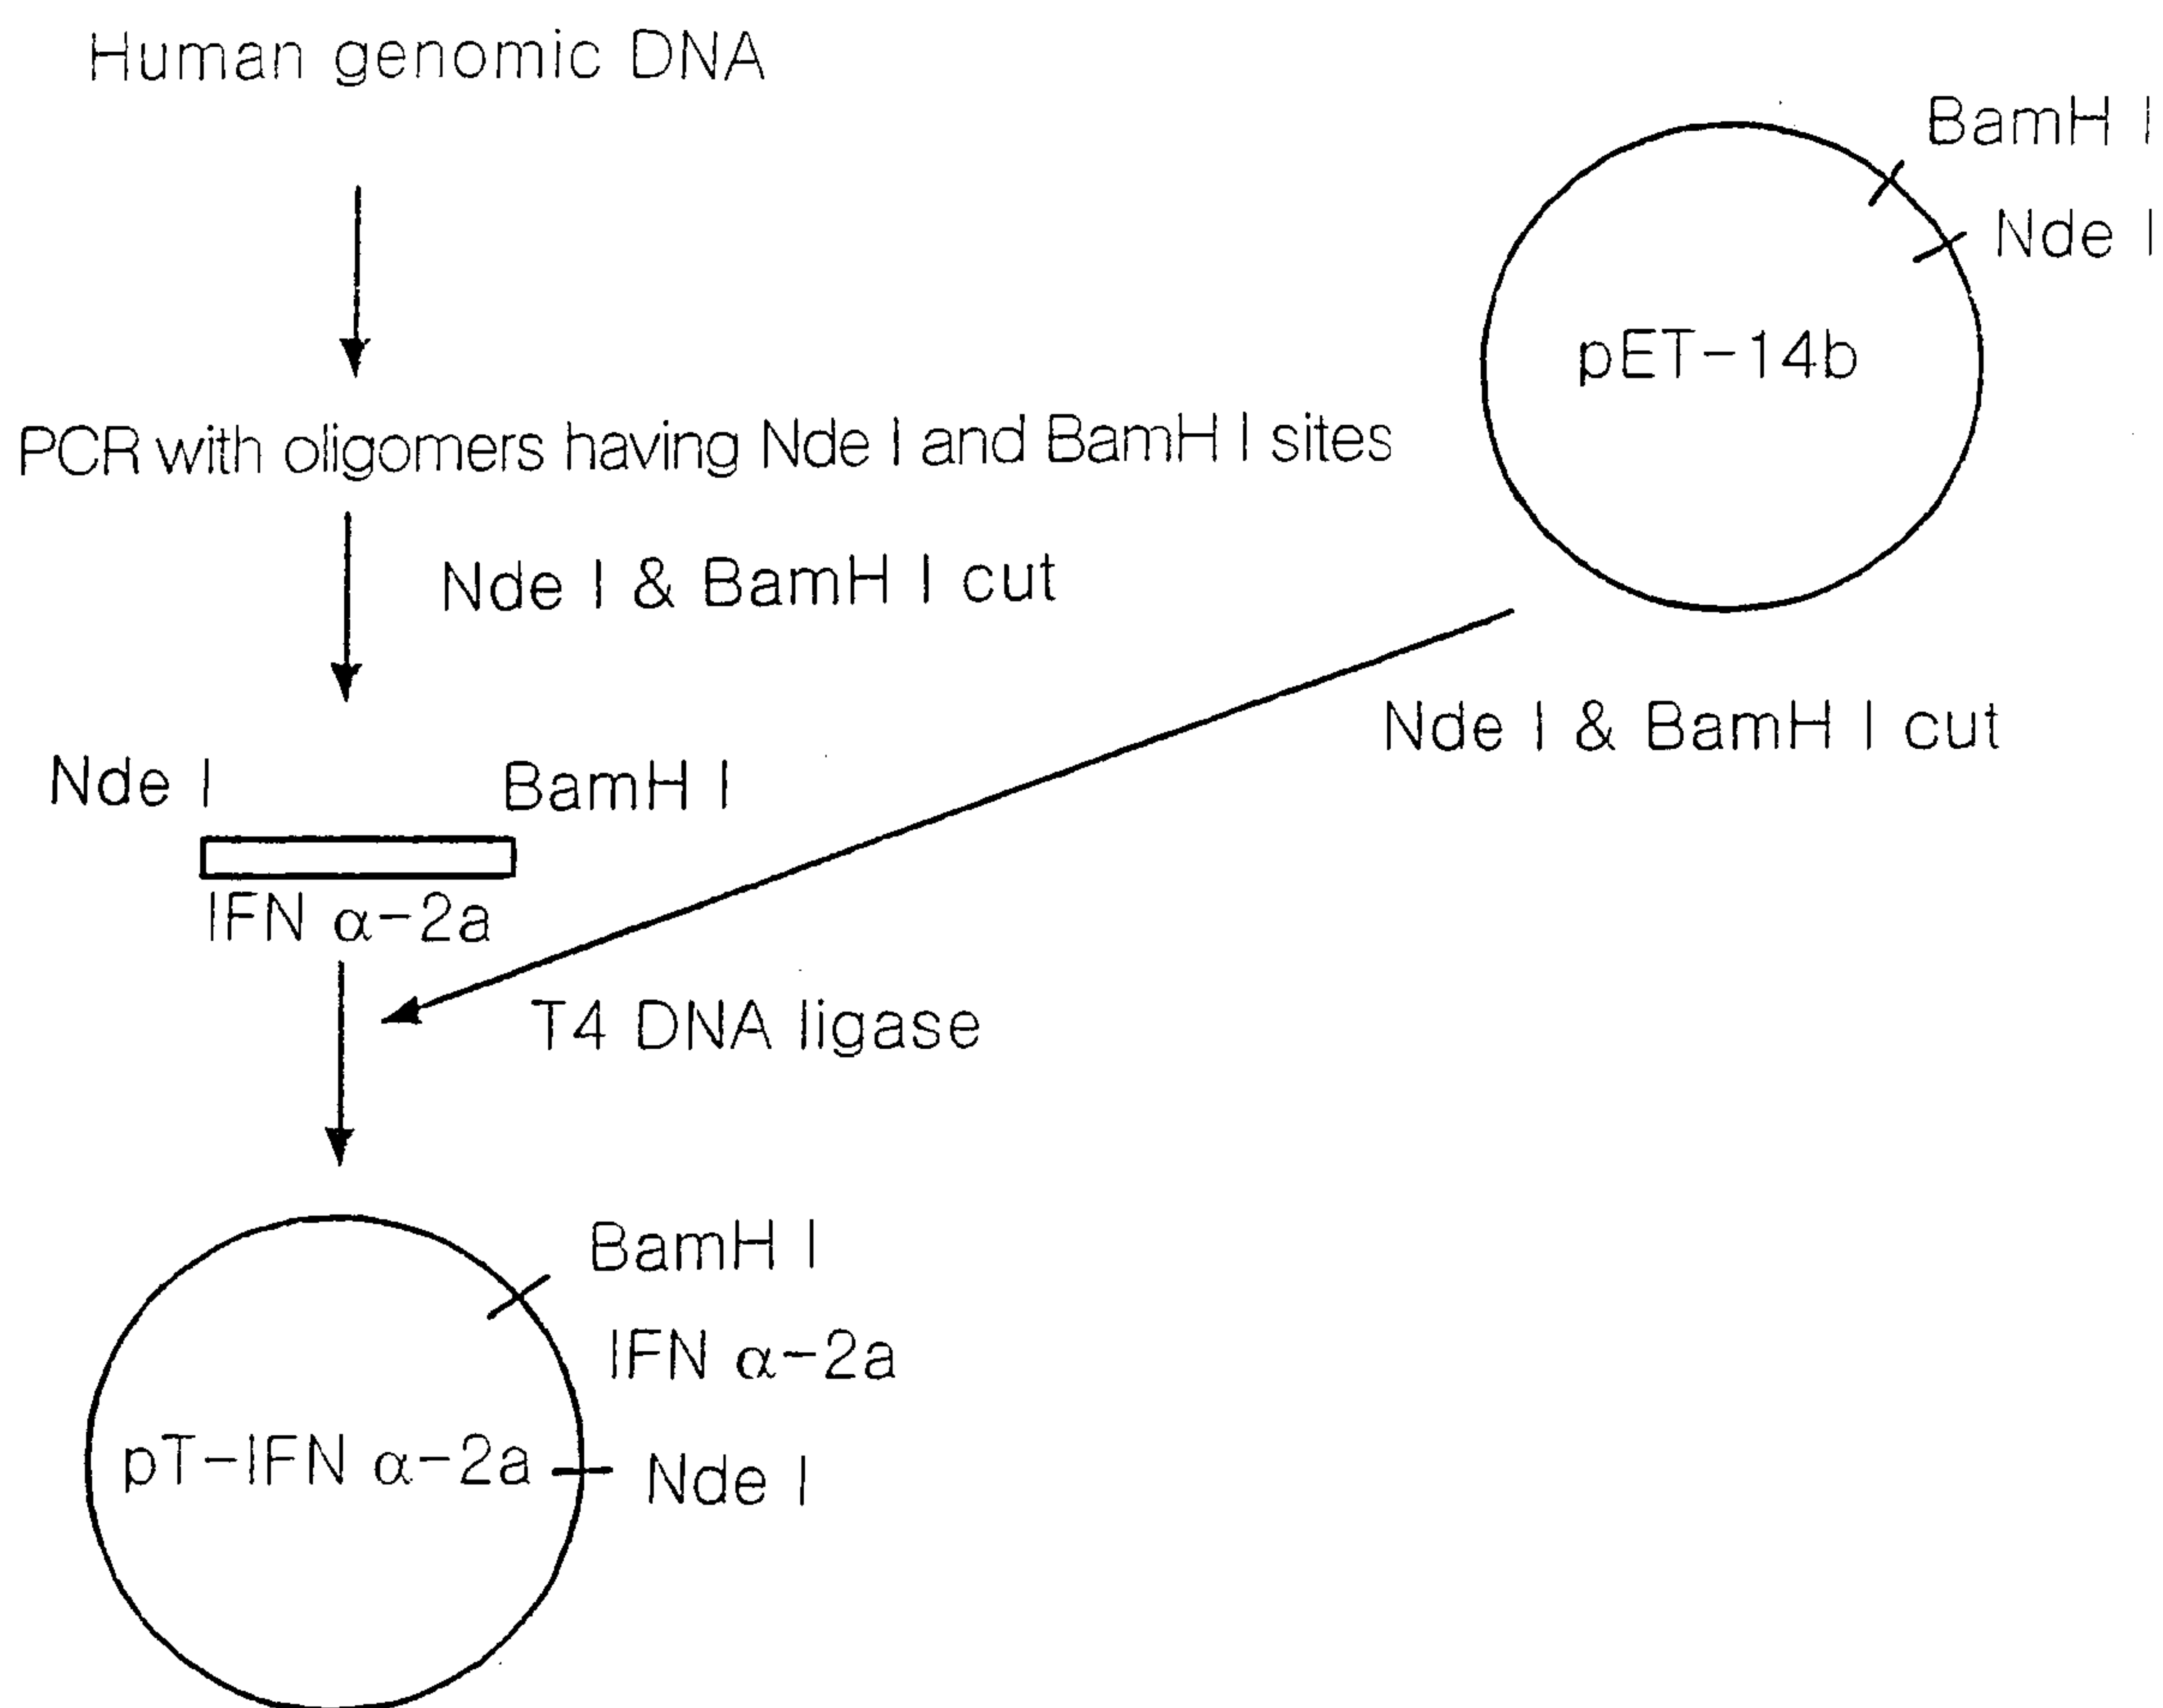 Human genomic DNA
BamH I
Nde I
pET-14b
PCR with oligomers having Nde I and BamH I sites
Nde I & BamH I cut
Nde I & BamH I cut
Nde I
BamH I
IFN α-2a
T4 DNA ligase
BamH I
IFN α-2a
pT-IFN α-2a
Nde I